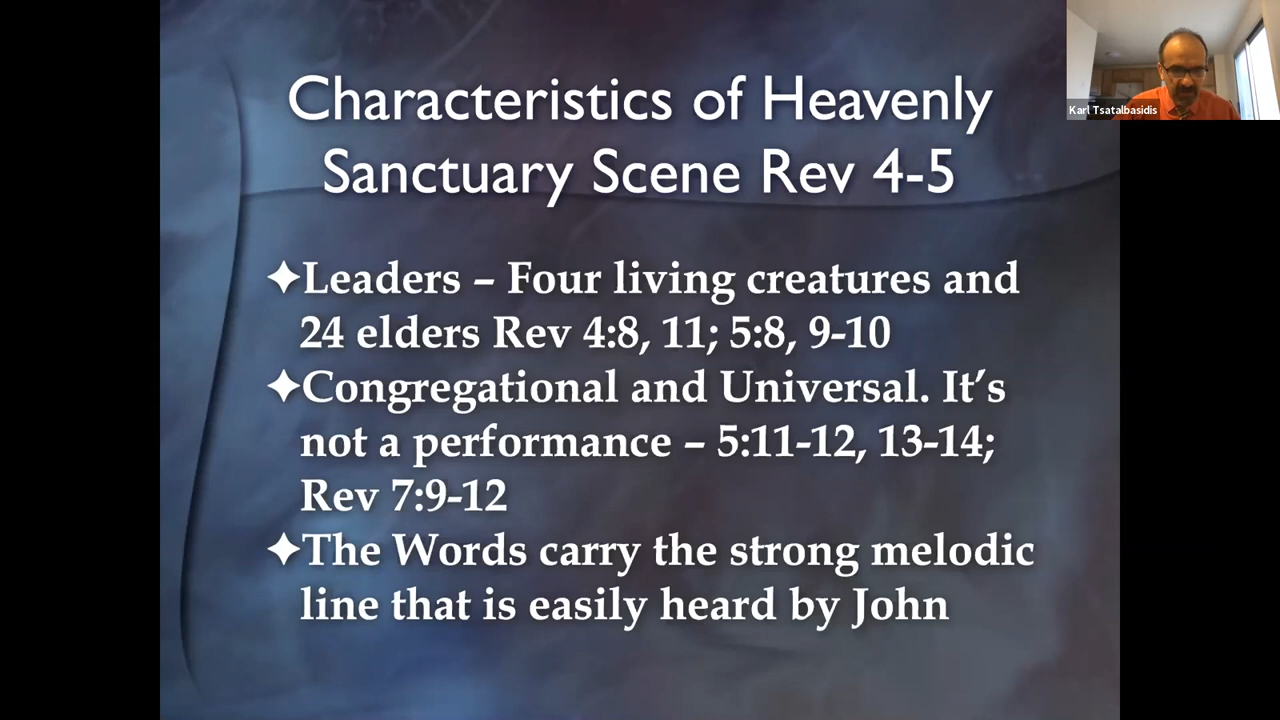 Characteristics of Heavenly
Sanctuary Scene Rev 4-5
Karl Tsatalbasidis
✦Leaders – Four living creatures and
24 elders Rev 4:8, 11; 5:8, 9-10
✦Congregational and Universal. It’s
not a performance – 5:11-12, 13-14;
Rev 7:9-12
✦The Words carry the strong melodic
line that is easily heard by John